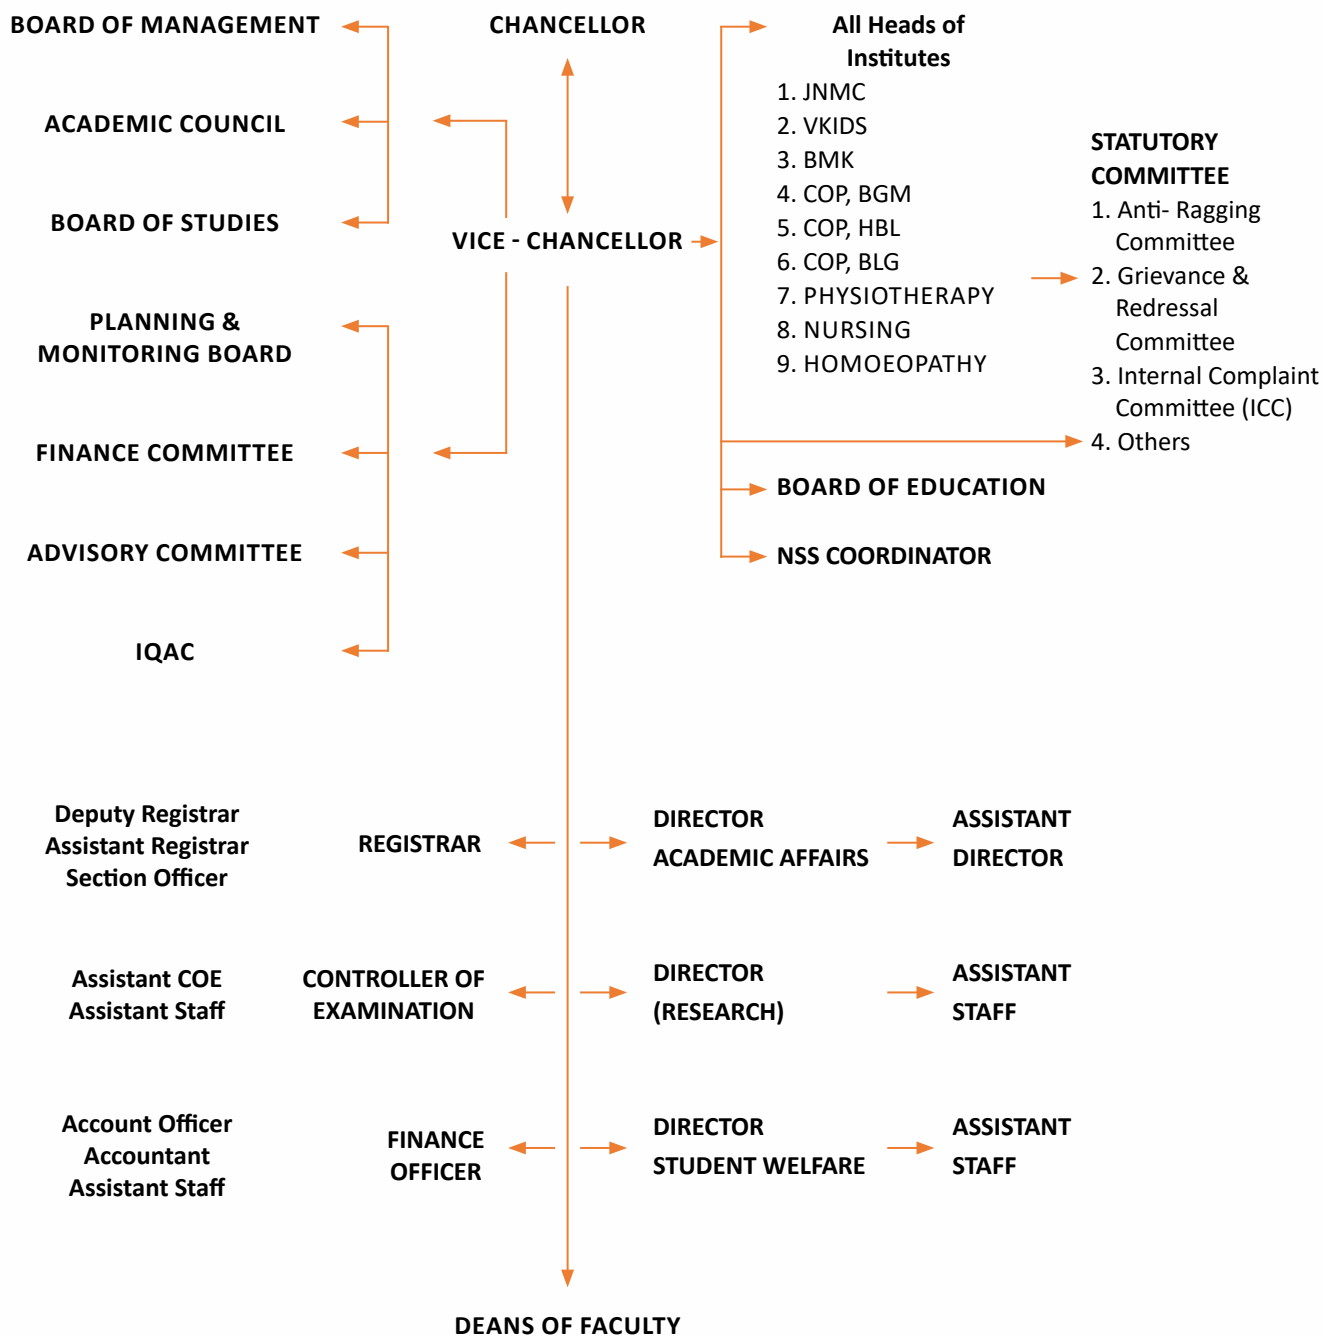 BOARD OF MANAGEMENT
ACADEMIC COUNCIL
BOARD OF STUDIES
PLANNING &
MONITORING BOARD
FINANCE COMMITTEE
ADVISORY COMMITTEE
IQAC
CHANCELLOR
VICE - CHANCELLOR
All Heads of
Institutes
1. JNMC
2. VKIDS
3. BMK
4. COP, BGM
5. COP, HBL
6. COP, BLG
7. PHYSIOTHERAPY
8. NURSING
9. HOMOEOPATHY
STATUTORY
COMMITTEE
1. Anti- Ragging
Committee
2. Grievance &
Redressal
Committee
3. Internal Complaint
Committee (ICC)
4. Others
BOARD OF EDUCATION
NSS COORDINATOR
Deputy Registrar
Assistant Registrar
Section Officer
REGISTRAR
DIRECTOR
ACADEMIC AFFAIRS
ASSISTANT
DIRECTOR
Assistant COE
Assistant Staff
CONTROLLER OF
EXAMINATION
DIRECTOR
(RESEARCH)
ASSISTANT
STAFF
Account Officer
Accountant
Assistant Staff
FINANCE
OFFICER
DIRECTOR
STUDENT WELFARE
ASSISTANT
STAFF
DEANS OF FACULTY